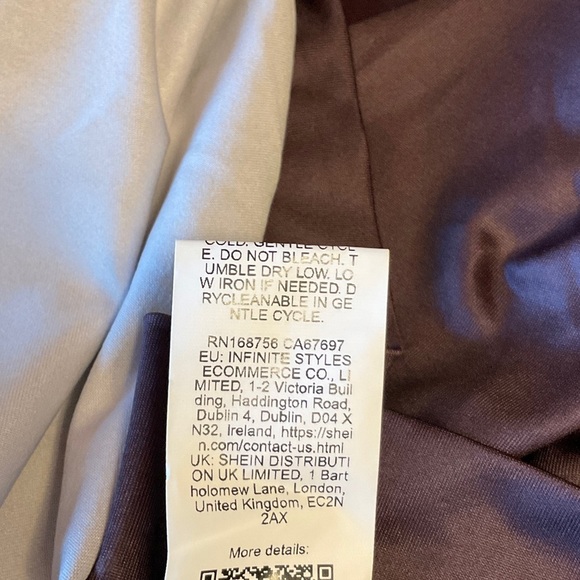 COLD. GENTLE CYCL
E. DO NOT BLEACH. T
UMBLE DRY LOW. LO
W IRON IF NEEDED. D
RYCLEANABLE IN GE
NTLE CYCLE.
RN168756 CA67697
EU: INFINITE STYLES
ECOMMERCE CO., LI
MITED, 1-2 Victoria Buil
ding, Haddington Road,
Dublin 4, Dublin, D04 X
N32, Ireland, https://shei
n.com/contact-us.html
UK: SHEIN DISTRIBUTI
ON UK LIMITED, 1 Bart
holomew Lane, London,
United Kingdom, EC2N
2AX
More details: